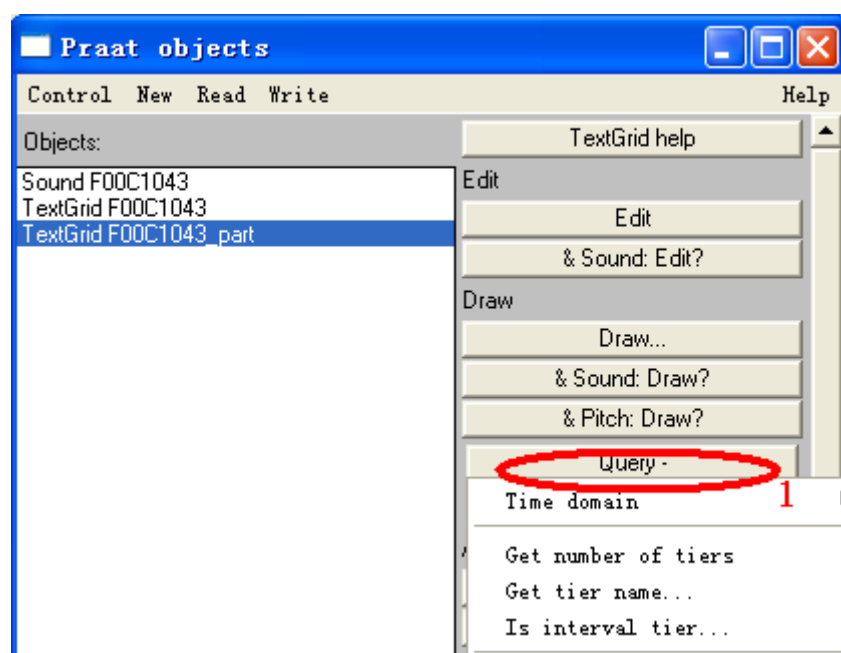 Praat objects
Control New Read Write Help
Objects:
Sound F00C1043
TextGrid F00C1043
TextGrid F00C1043_part
TextGrid help
Edit
Edit
& Sound: Edit?
Draw
Draw...
& Sound: Draw?
& Pitch: Draw?
Query -
1
Time domain
Get number of tiers
Get tier name...
Is interval tier...